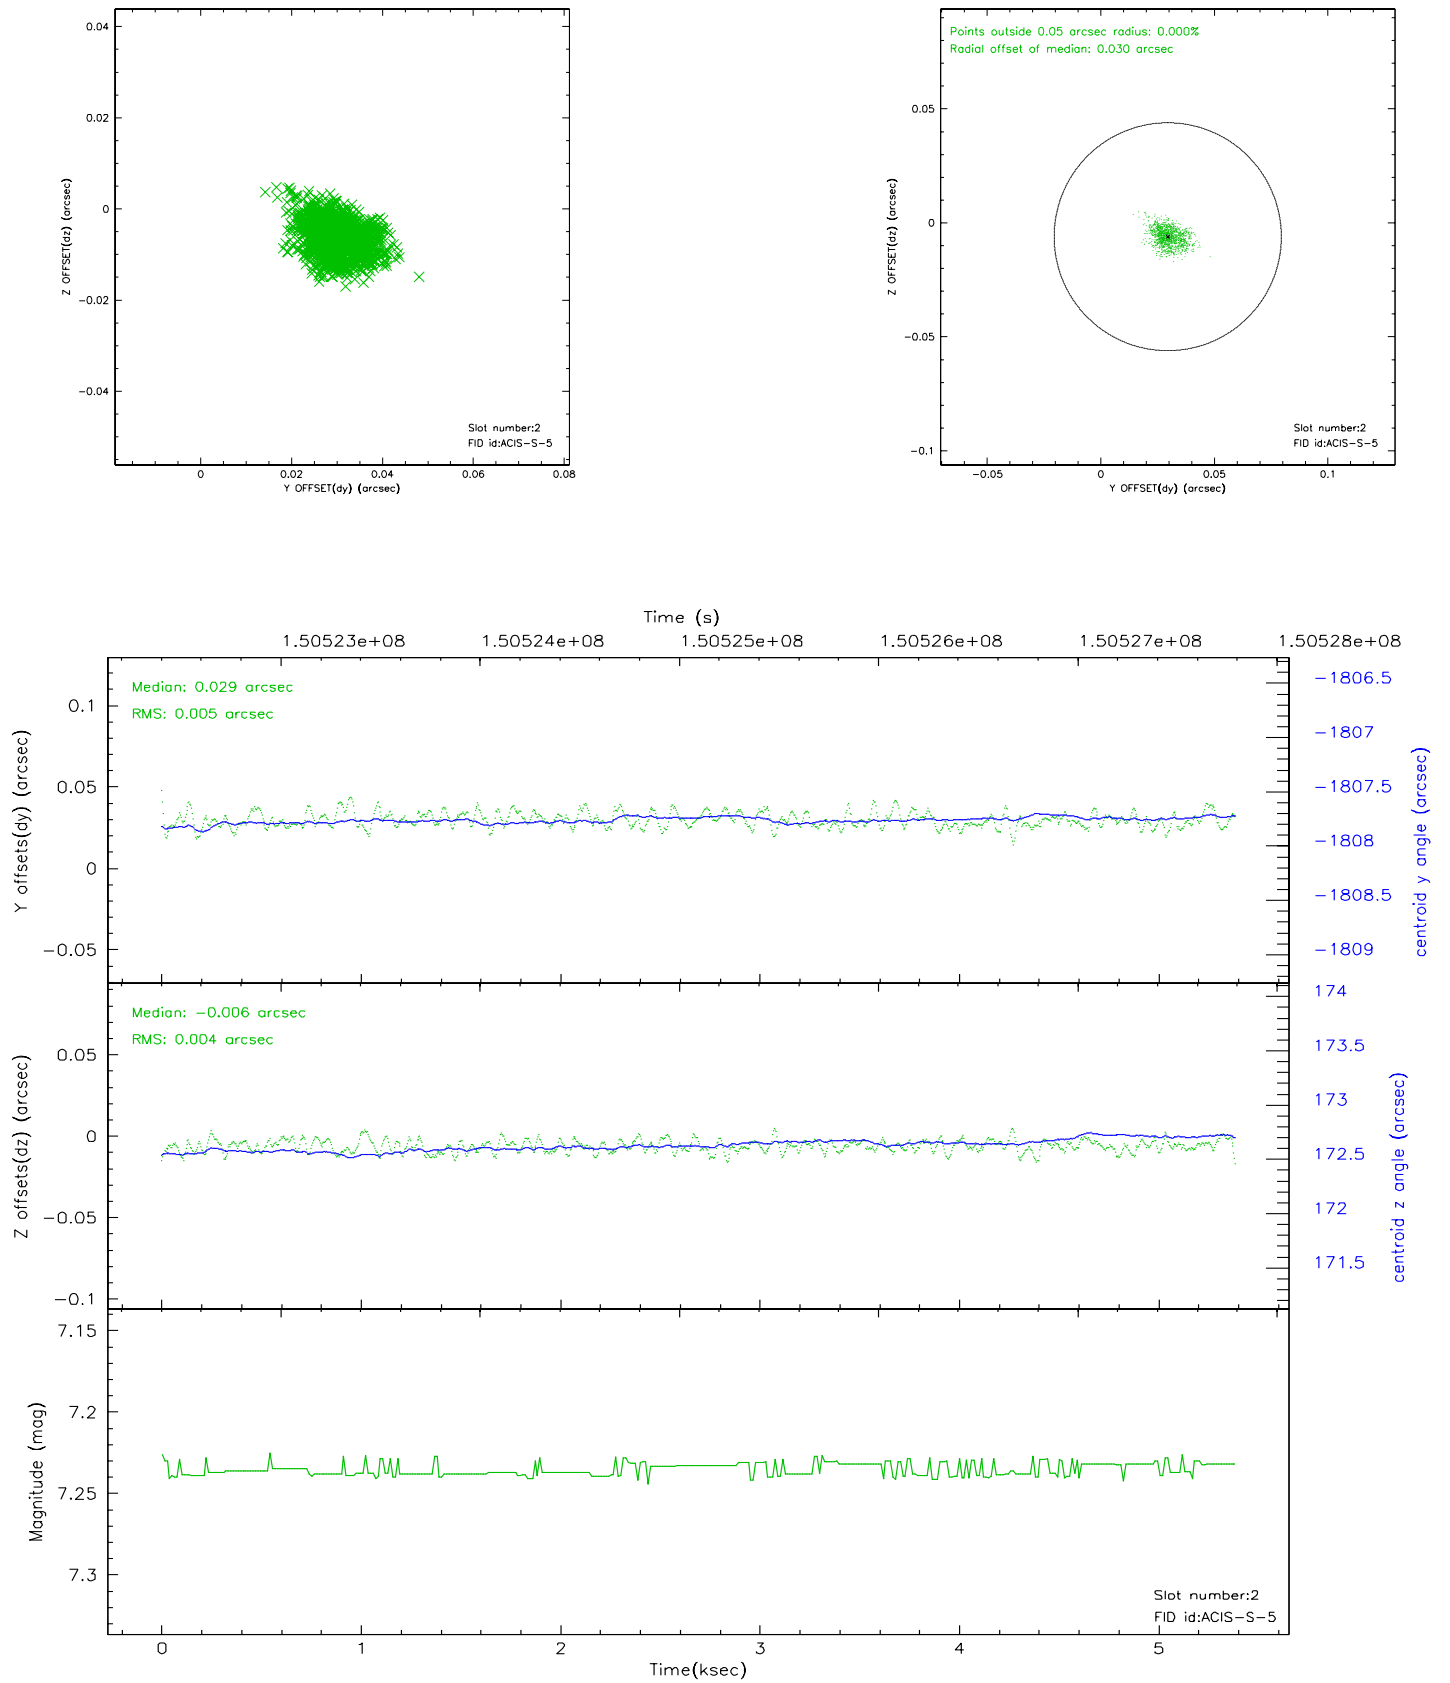 0.04
0.02
0
−0.02
−0.04
Z OFFSET(dz) (arcsec)
Slot number:2
FID id:ACIS−S−5
0 0.02 0.04 0.06 0.08
Y OFFSET(dy) (arcsec)
Points outside 0.05 arcsec radius: 0.000%
Radial offset of median: 0.030 arcsec
0.05
0
−0.05
−0.1
Z OFFSET(dz) (arcsec)
Slot number:2
FID id:ACIS−S−5
−0.05 0 0.05 0.1
Y OFFSET(dy) (arcsec)
Time (s)
1.50523e+08 1.50524e+08 1.50525e+08 1.50526e+08 1.50527e+08 1.50528e+08
Median: 0.029 arcsec
RMS: 0.005 arcsec
0.1
0.05
0
−0.05
Y offsets(dy) (arcsec)
−1806.5
−1807
−1807.5
−1808
−1808.5
−1809
centroid y angle (arcsec)
Median: −0.006 arcsec
RMS: 0.004 arcsec
0.05
0
−0.05
−0.1
Z offsets(dz) (arcsec)
174
173.5
173
172.5
172
171.5
centroid z angle (arcsec)
7.15
7.2
7.25
7.3
Magnitude (mag)
Slot number:2
FID id:ACIS−S−5
0 1 2 3 4 5
Time(ksec)